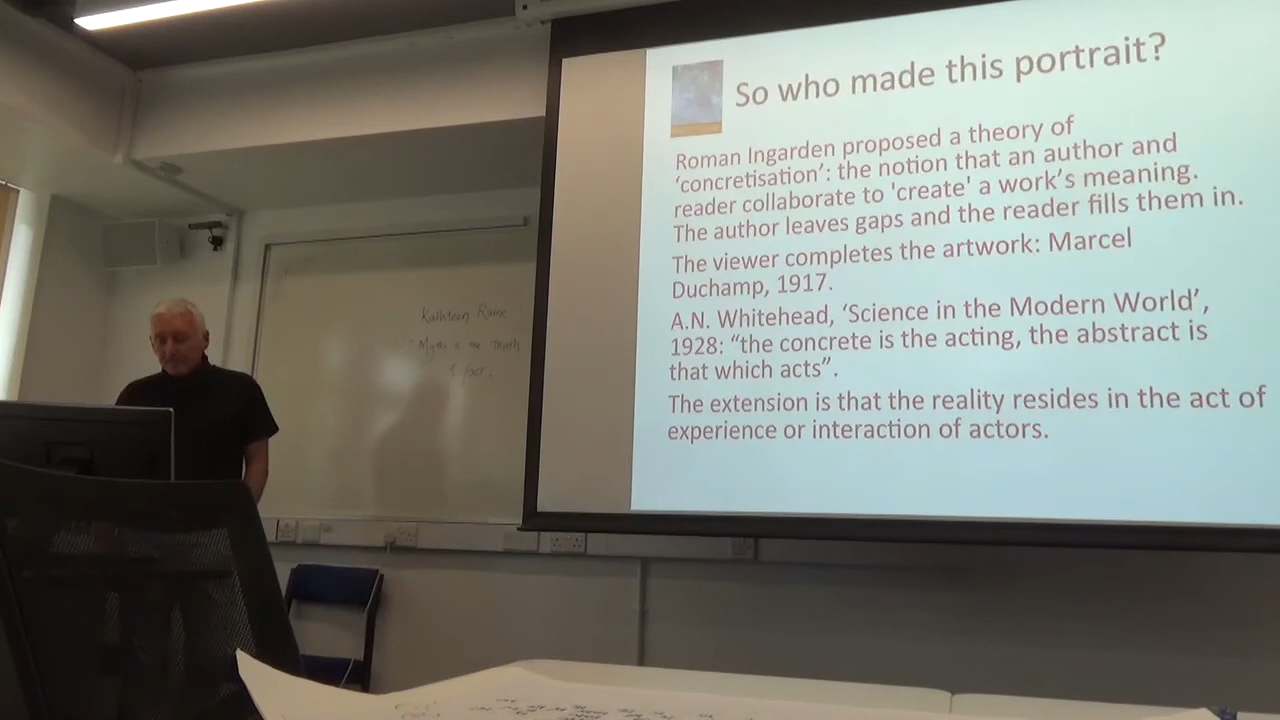 So who made this portrait?
Roman Ingarden proposed a theory of
‘concretisation’: the notion that an author and
reader collaborate to 'create' a work’s meaning.
The author leaves gaps and the reader fills them in.
The viewer completes the artwork: Marcel
Duchamp, 1917.
A.N. Whitehead, ‘Science in the Modern World’,
1928: “the concrete is the acting, the abstract is
that which acts”.
The extension is that the reality resides in the act of
experience or interaction of actors.
Kathleen Raine
Myth is the truth